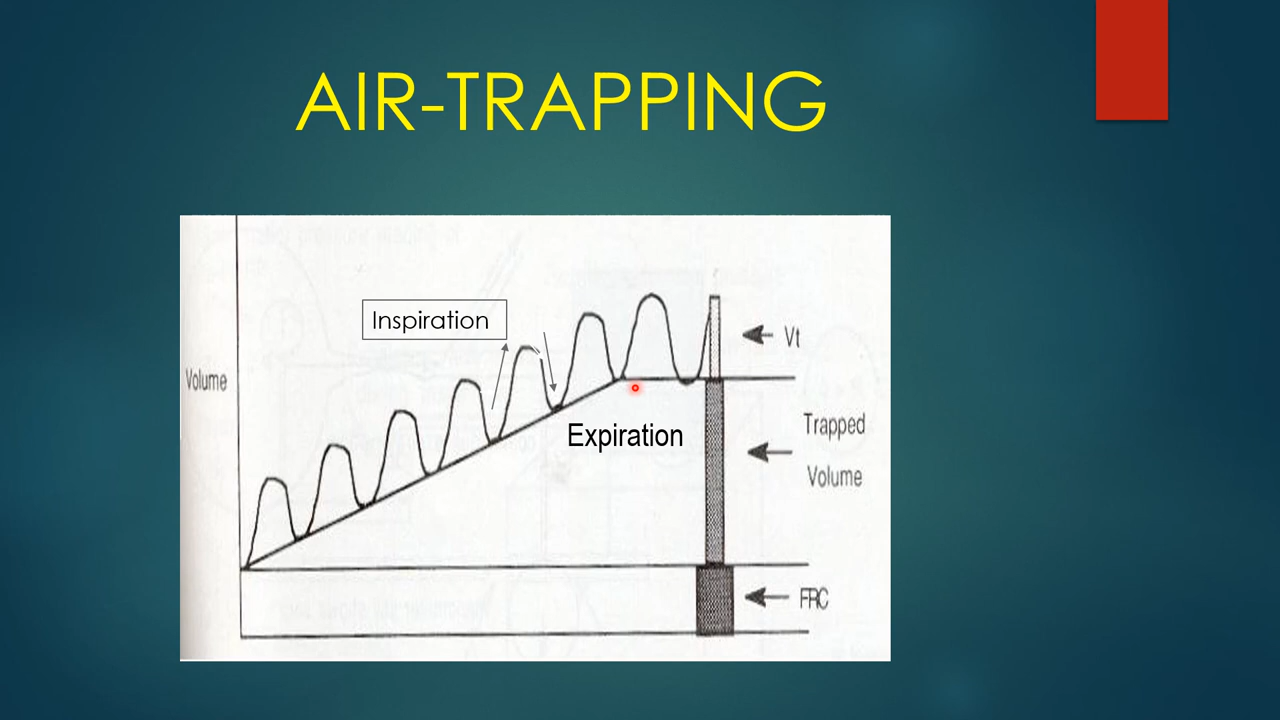 AIR-TRAPPING
Inspiration
Volume
Vt
Expiration
Trapped
Volume
FRC